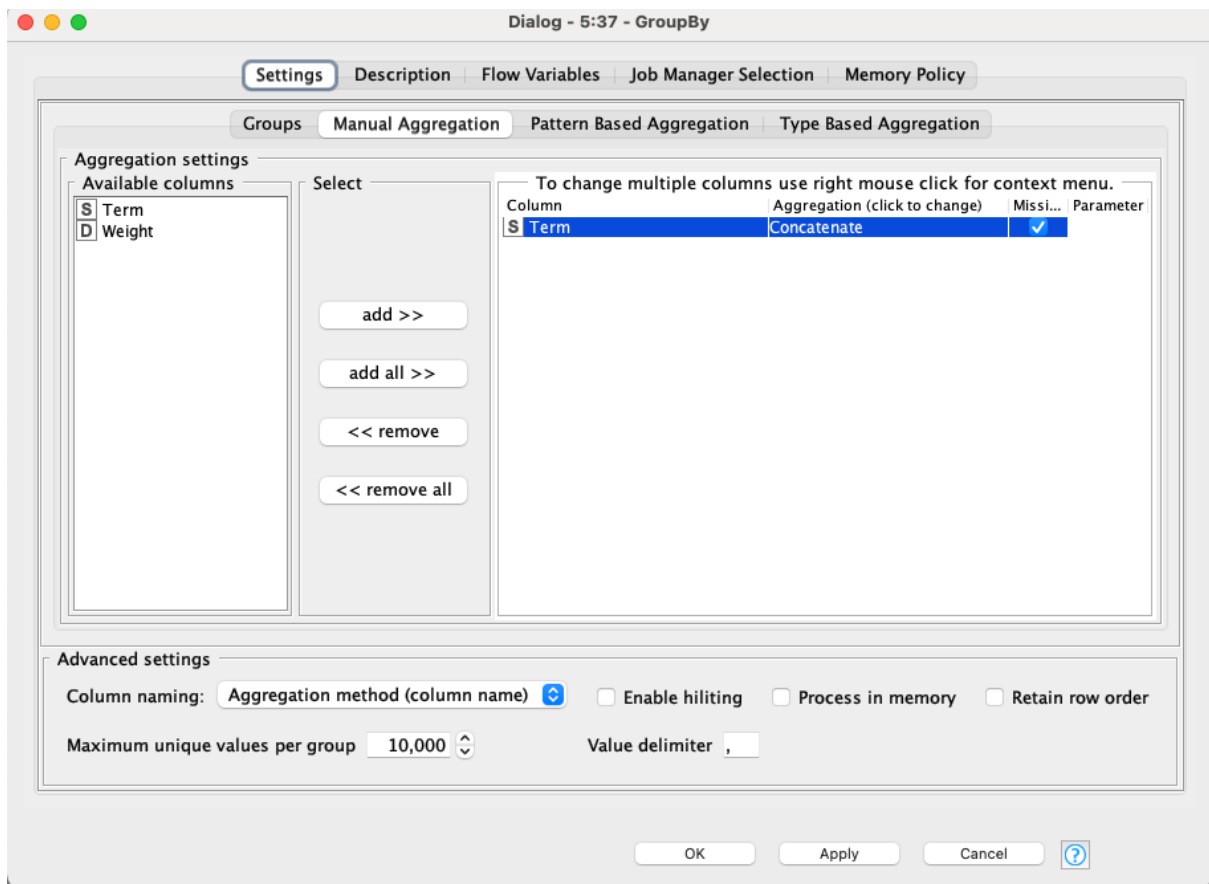 Dialog - 5:37 - GroupBy
Settings Description Flow Variables Job Manager Selection Memory Policy
Groups Manual Aggregation Pattern Based Aggregation Type Based Aggregation
Aggregation settings
Available columns
S Term
D Weight
Select
add >>
add all >>
<< remove
<< remove all
To change multiple columns use right mouse click for context menu.
Column Aggregation (click to change) Missi... Parameter
S Term Concatenate
Advanced settings
Column naming: Aggregation method (column name) Enable hiliting Process in memory Retain row order
Maximum unique values per group 10,000 Value delimiter ,
OK Apply Cancel ?